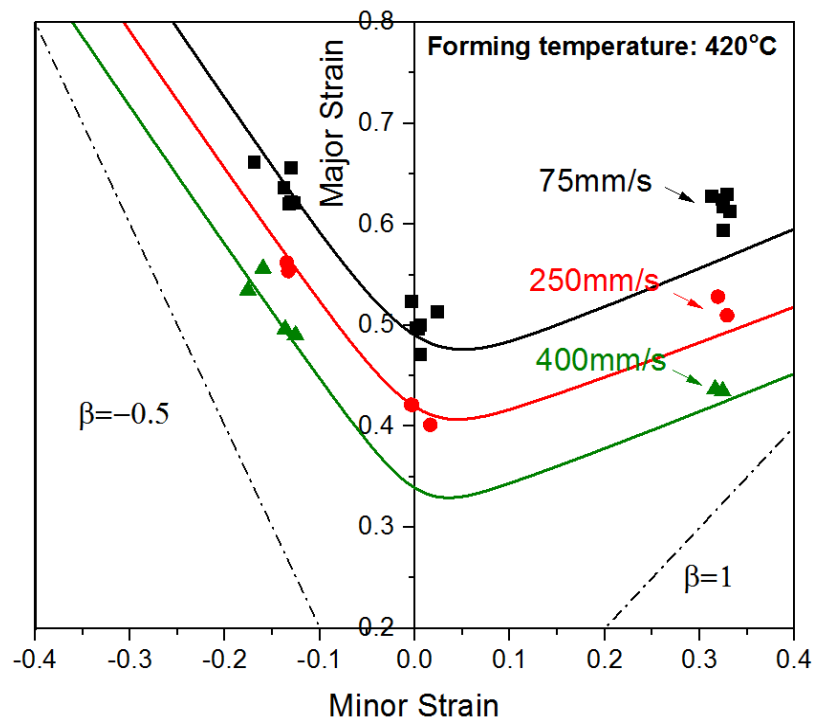 0.8
Forming temperature: 420°C
Major Strain
0.7
75mm/s
0.6
250mm/s
0.5
400mm/s
β=−0.5
0.4
0.3
β=1
0.2
-0.4 -0.3 -0.2 -0.1 0.0 0.1 0.2 0.3 0.4
Minor Strain